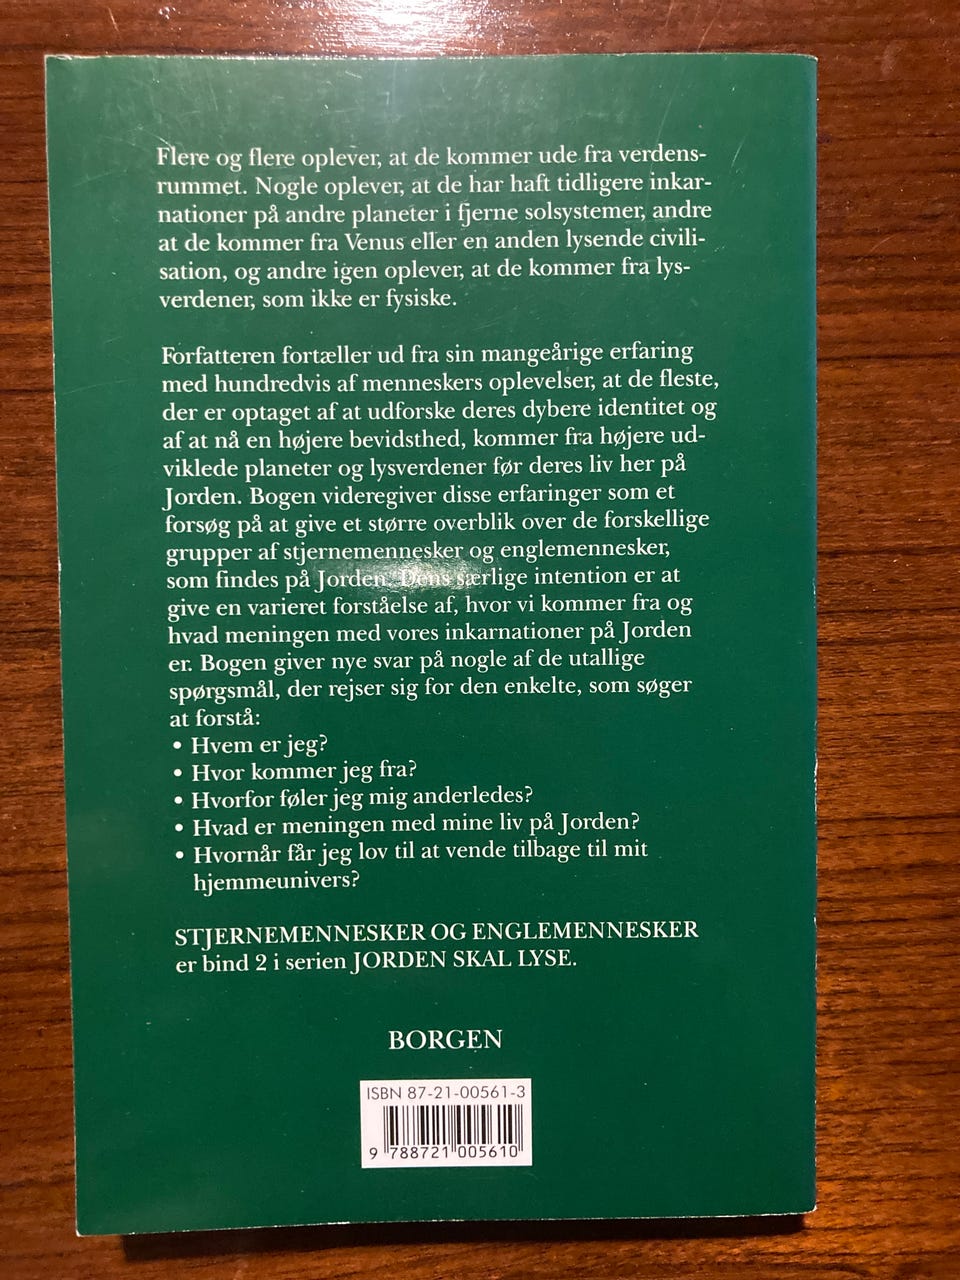 Flere og flere oplever, at de kommer ude fra verdens-
rummet. Nogle oplever, at de har haft tidligere inkar-
nationer på andre planeter i fjerne solsystemer, andre
at de kommer fra Venus eller en anden lysende civili-
sation, og andre igen oplever, at de kommer fra lys-
verdener, som ikke er fysiske.
Forfatteren fortæller ud fra sin mangeårige erfaring
med hundredvis af menneskers oplevelser, at de fleste,
der er optaget af at udforske deres dybere identitet og
af at nå en højere bevidsthed, kommer fra højere ud-
viklede planeter og lysverdener før deres liv her på
Jorden. Bogen videregiver disse erfaringer som et
forsøg på at give et større overblik over de forskellige
grupper af stjernemennesker og englemennesker,
som findes på Jorden. Dens særlige intention er at
give en varieret forståelse af, hvor vi kommer fra og
hvad meningen med vores inkarnationer på Jorden
er. Bogen giver nye svar på nogle af de utallige
spørgsmål, der rejser sig for den enkelte, som søger
at forstå:
• Hvem er jeg?
• Hvor kommer jeg fra?
• Hvorfor føler jeg mig anderledes?
• Hvad er meningen med mine liv på Jorden?
• Hvornår får jeg lov til at vende tilbage til mit
hjemmeunivers?
STJERNEMENNESKER OG ENGLEMENNESKER
er bind 2 i serien JORDEN SKAL LYSE.
BORGEN
ISBN 87-21-00561-3
9 788721 005610